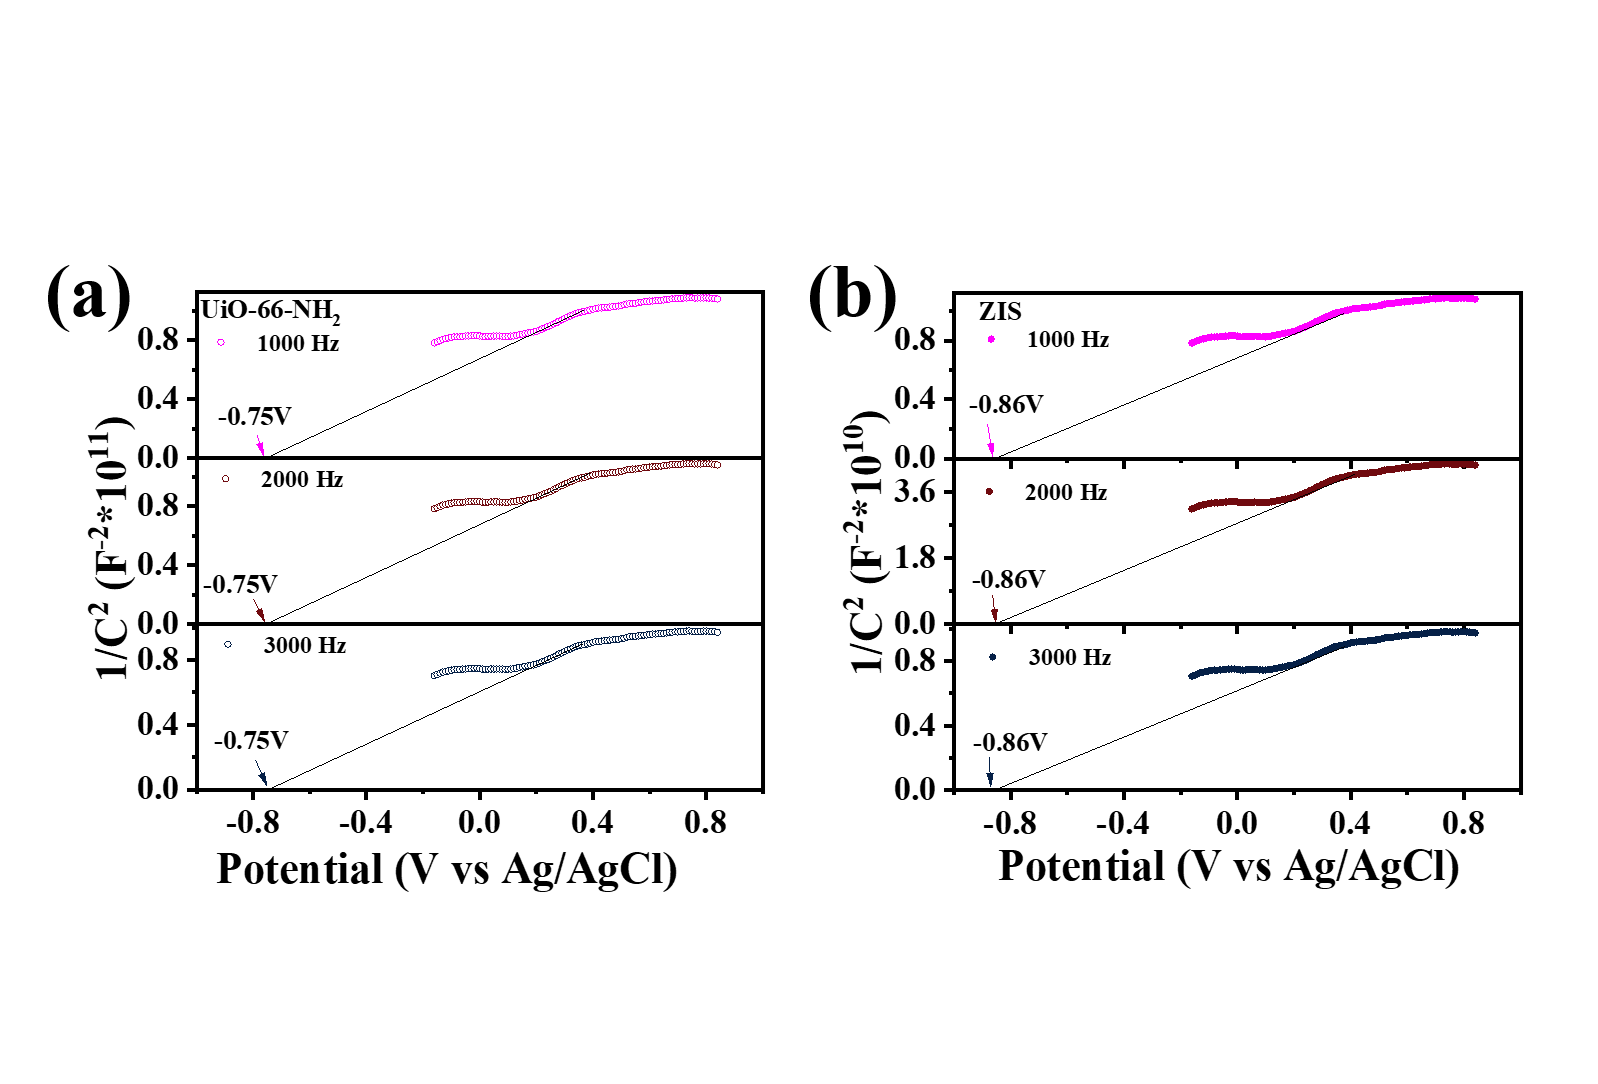 (a)
UiO-66-NH2
1000 Hz
-0.75V
2000 Hz
-0.75V
3000 Hz
-0.75V
0.8
0.4
0.0
0.8
0.4
0.0
0.8
0.4
0.0
1/C2 (F-2*1011)
-0.8 -0.4 0.0 0.4 0.8
Potential (V vs Ag/AgCl)
(b)
ZIS
1000 Hz
-0.86V
2000 Hz
-0.86V
3000 Hz
-0.86V
0.8
0.4
0.0
3.6
1.8
0.0
0.8
0.4
0.0
1/C2 (F-2*1010)
-0.8 -0.4 0.0 0.4 0.8
Potential (V vs Ag/AgCl)